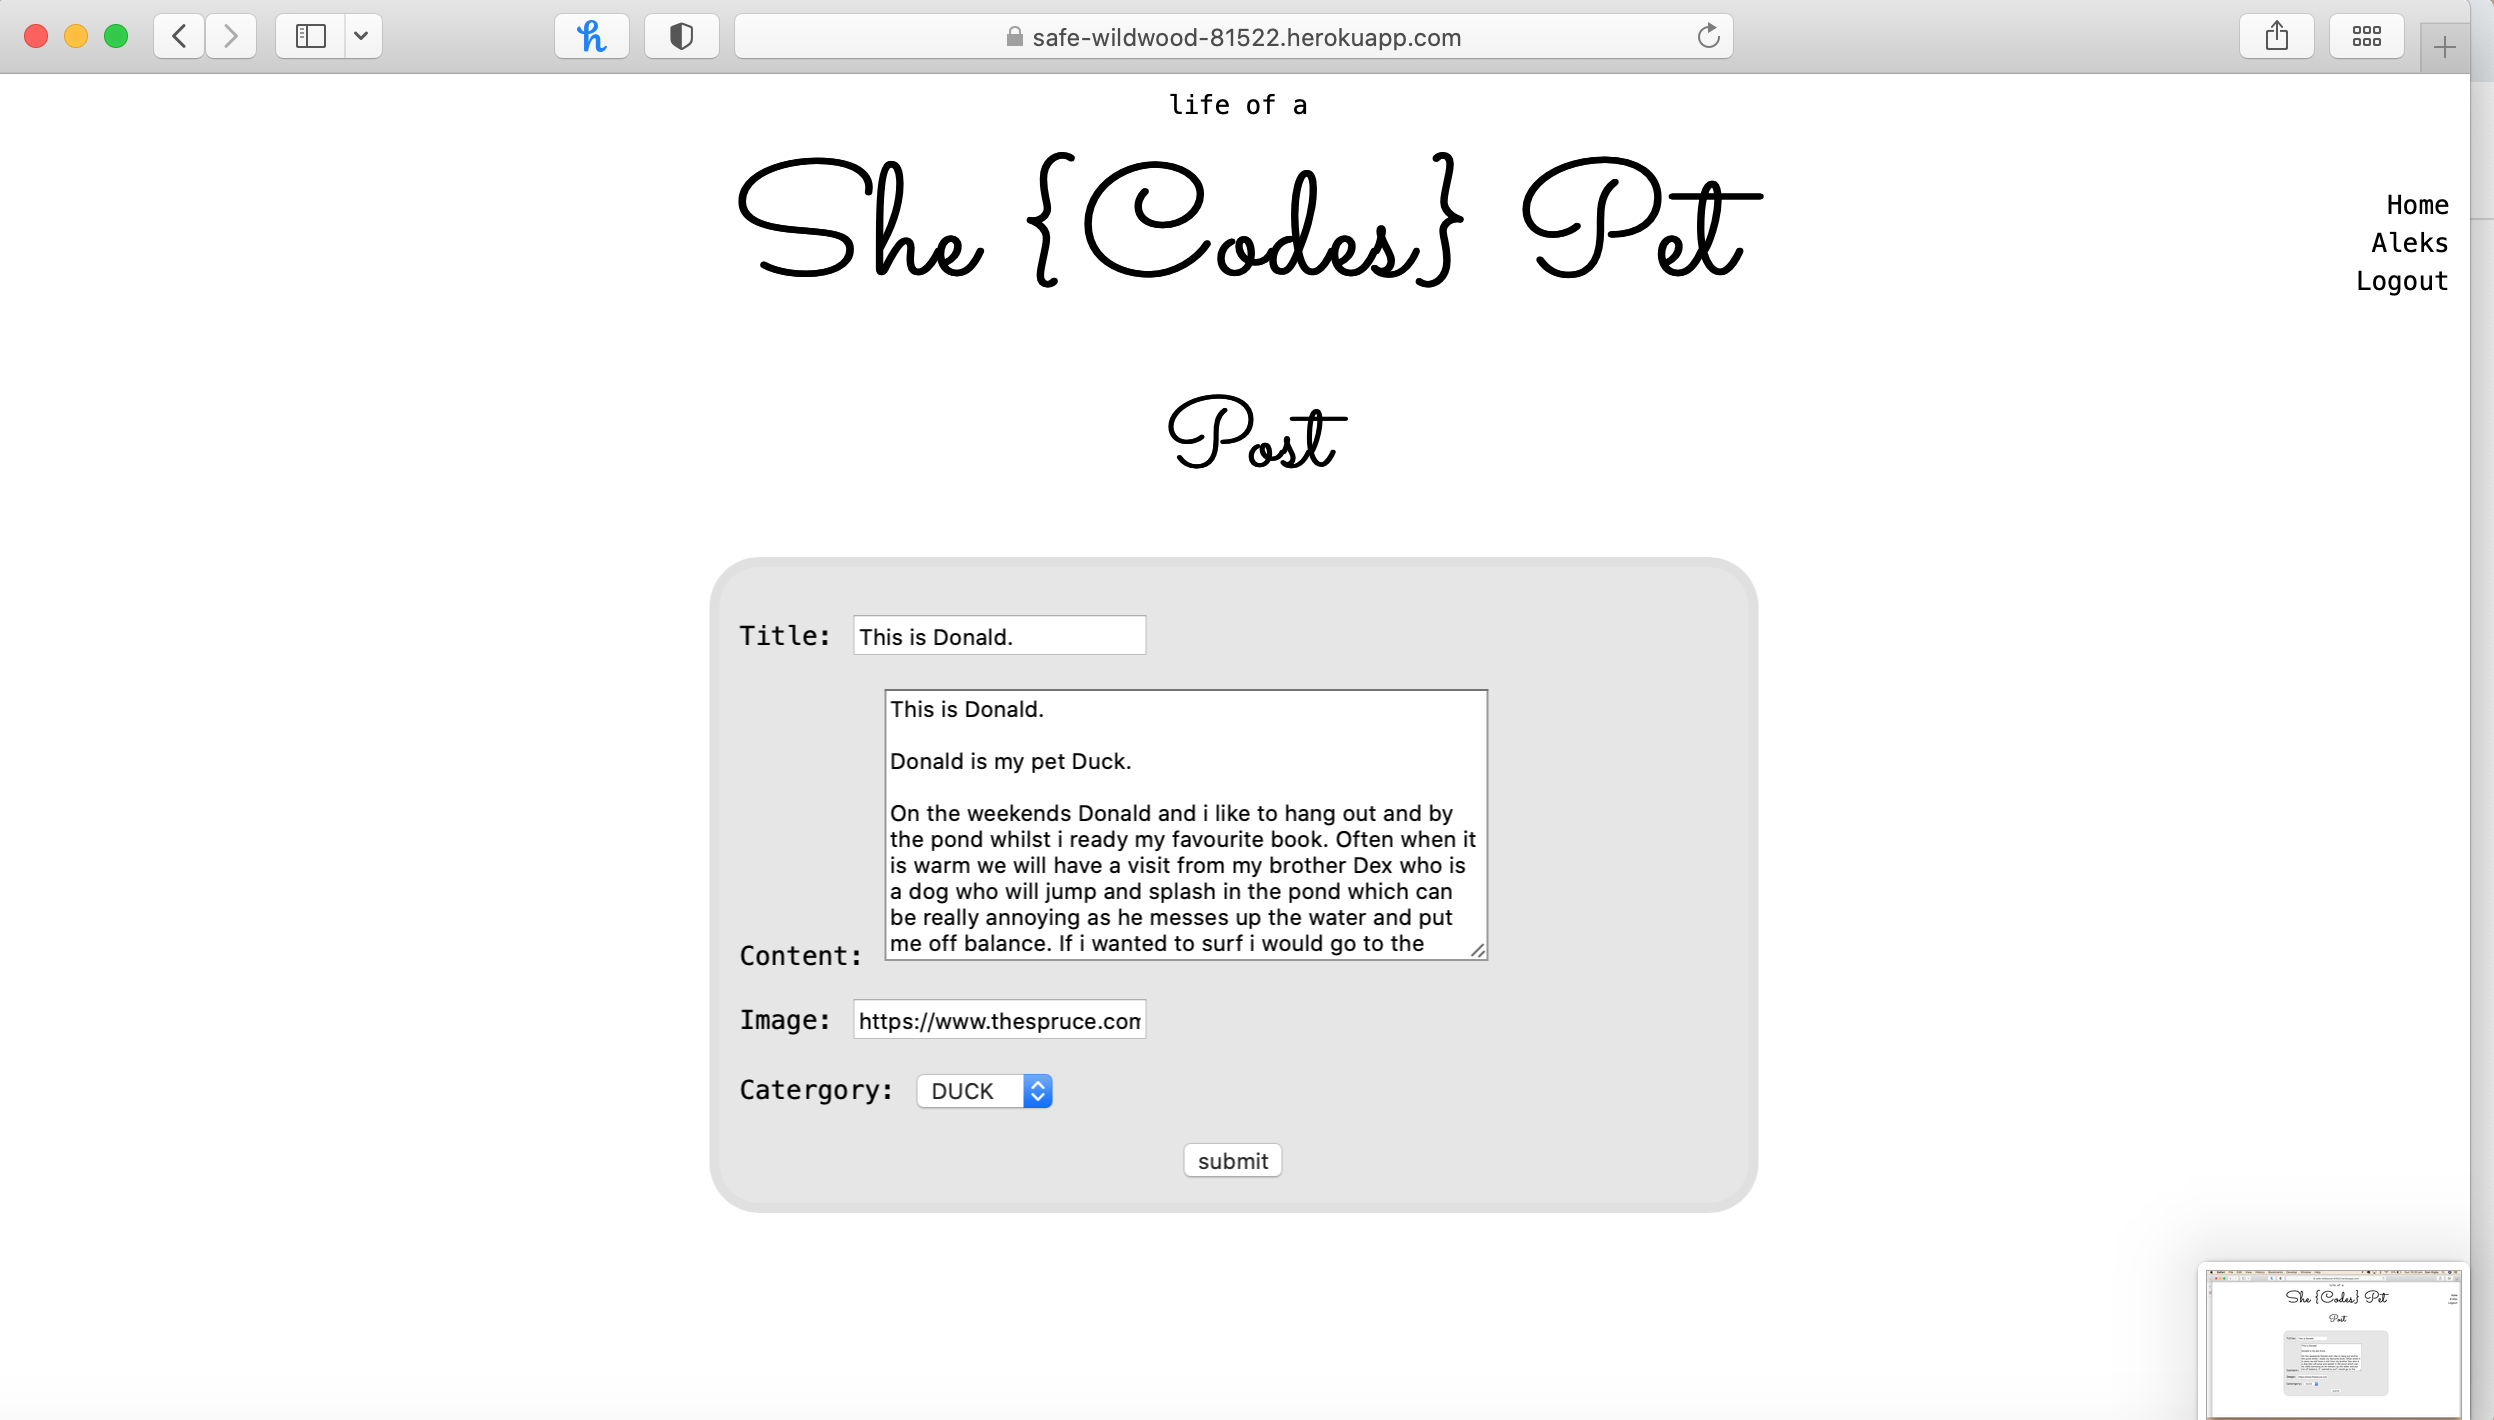 safe-wildwood-81522.herokuapp.com
life of a
She {Codes} Pet
Home
Aleks
Logout
Post
Title: This is Donald.
This is Donald.
Donald is my pet Duck.
On the weekends Donald and i like to hang out and by
the pond whilst i ready my favourite book. Often when it
is warm we will have a visit from my brother Dex who is
a dog who will jump and splash in the pond which can
be really annoying as he messes up the water and put
me off balance. If i wanted to surf i would go to the
Content:
Image: https://www.thespruce.com
Catergory: DUCK
submit
She {Codes} Pet
Post